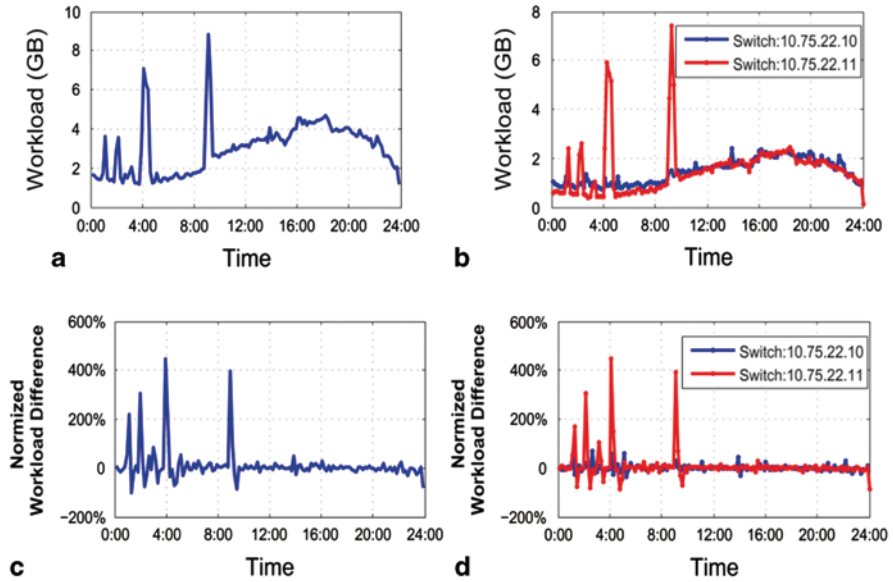 Workload (GB)
10
8
6
4
2
0
0:00 4:00 8:00 12:00 16:00 20:00 24:00
a
Time
Workload (GB)
8
6
4
2
0
Switch:10.75.22.10
Switch:10.75.22.11
0:00 4:00 8:00 12:00 16:00 20:00 24:00
b
Time
Normized
Workload Difference
600%
400%
200%
0
−200%
0:00 4:00 8:00 12:00 16:00 20:00 24:00
c
Time
Normized
Workload Difference
600%
400%
200%
0
−200%
Switch:10.75.22.10
Switch:10.75.22.11
0:00 4:00 8:00 12:00 16:00 20:00 24:00
d
Time